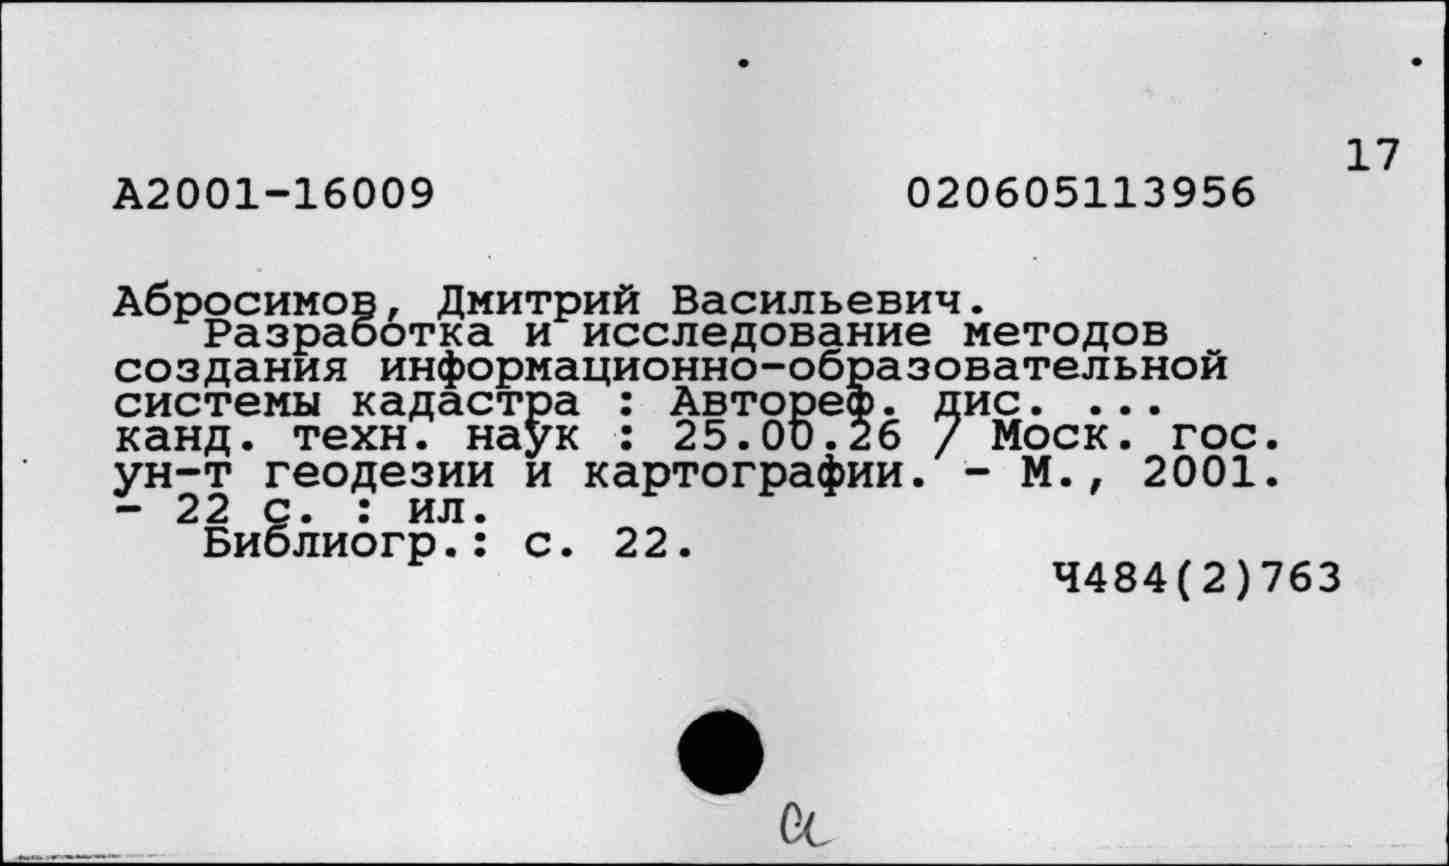 17
А2001-16009 020605113956
Абросимов, Дмитрий Васильевич.
Разработка и исследование методов
создания информационно-образовательной
системы кадастра : Автореф. дис. ...
канд. техн. наук : 25.00.26 / Моск. гос.
ун-т геодезии и картографии. - М., 2001.
- 22 с. : ил.
Библиогр.: с. 22.
Ч484(2)763